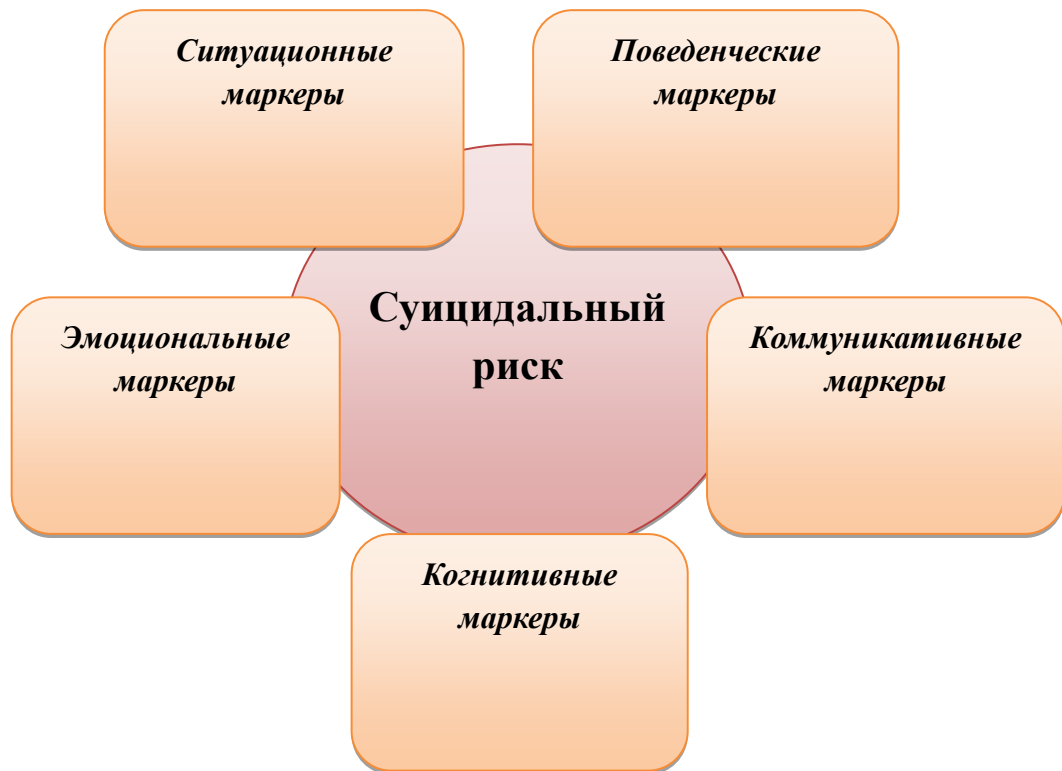 Ситуационные
маркеры
Поведенческие
маркеры
Суицидальный
риск
Эмоциональные
маркеры
Коммуникативные
маркеры
Когнитивные
маркеры